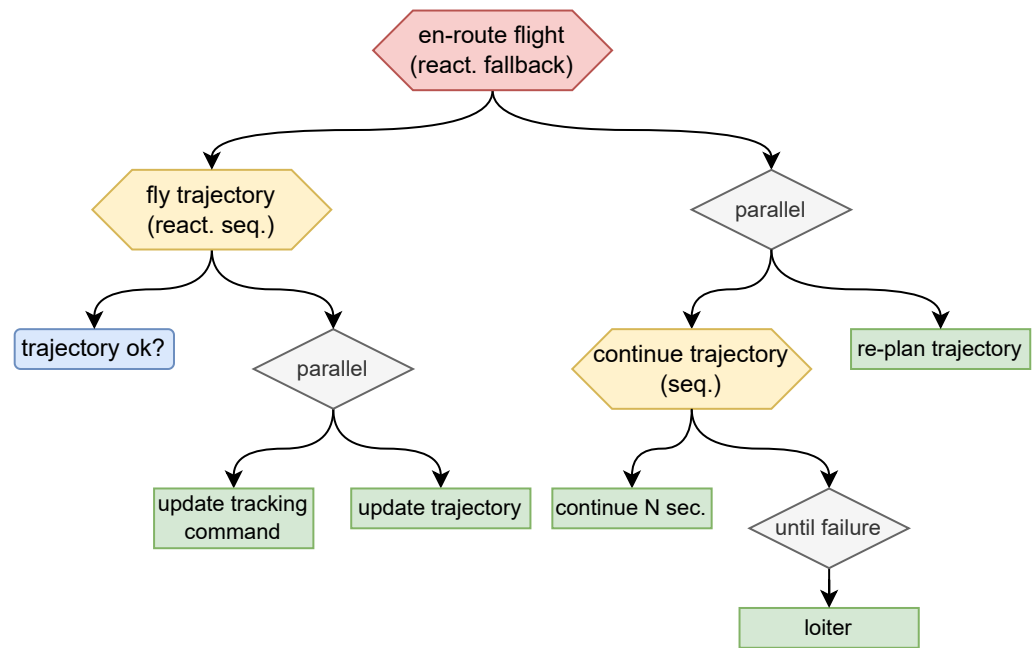 en-route flight
(react. fallback)
fly trajectory
(react. seq.)
parallel
trajectory ok?
parallel
continue trajectory
(seq.)
re-plan trajectory
update tracking
command
update trajectory
continue N sec.
until failure
loiter